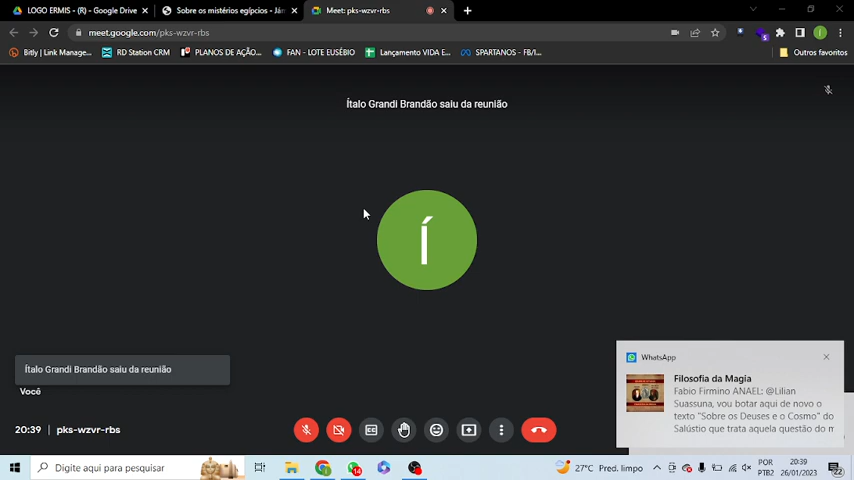 LOGO ERMIS - (R) - Google Drive
Sobre os mistérios egípcios - Ján
Meet: pks-wzvr-rbs
meet.google.com/pks-wzvr-rbs
Bitly | Link Manage...
RD Station CRM
PLANOS DE AÇÃO...
FAN - LOTE EUSÉBIO
Lançamento VIDA E...
SPARTANOS - FB/I...
Outros favoritos
Ítalo Grandi Brandão saiu da reunião
Í
Ítalo Grandi Brandão saiu da reunião
Você
WhatsApp
Filosofia da Magia
Fabio Firmino ANAEL: @Lilian
Suassuna, vou botar aqui de novo o
texto "Sobre os Deuses e o Cosmo" do
Salústio que trata aquela questão do m
20:39 | pks-wzvr-rbs
Digite aqui para pesquisar
14
27°C Pred. limpo
POR
PTB2
20:39
26/01/2023
22